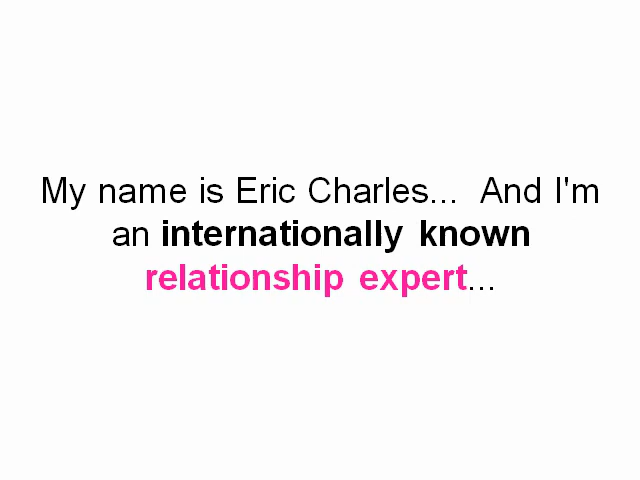 My name is Eric Charles...  And I'm
an internationally known
relationship expert...